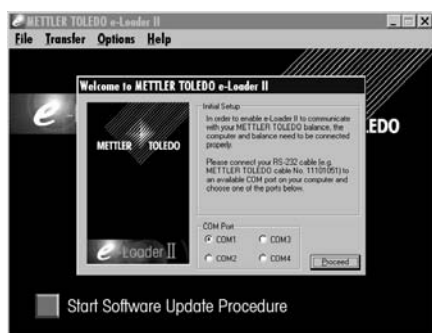 METTLER TOLEDO e-Loader II
File Transfer Options Help
Welcome to METTLER TOLEDO e-Loader II
METTLER TOLEDO
e-Loader II
Initial Setup
In order to enable e-Loader II to communicate
with your METTLER TOLEDO balance, the
computer and balance need to be connected
properly.
Please connect your RS-232 cable (e.g.
METTLER TOLEDO cable No. 11101051) to
an available COM port on your computer and
choose one of the ports below.
COM Port
COM1 COM3
COM2 COM4
Proceed
e
LEDO
Start Software Update Procedure